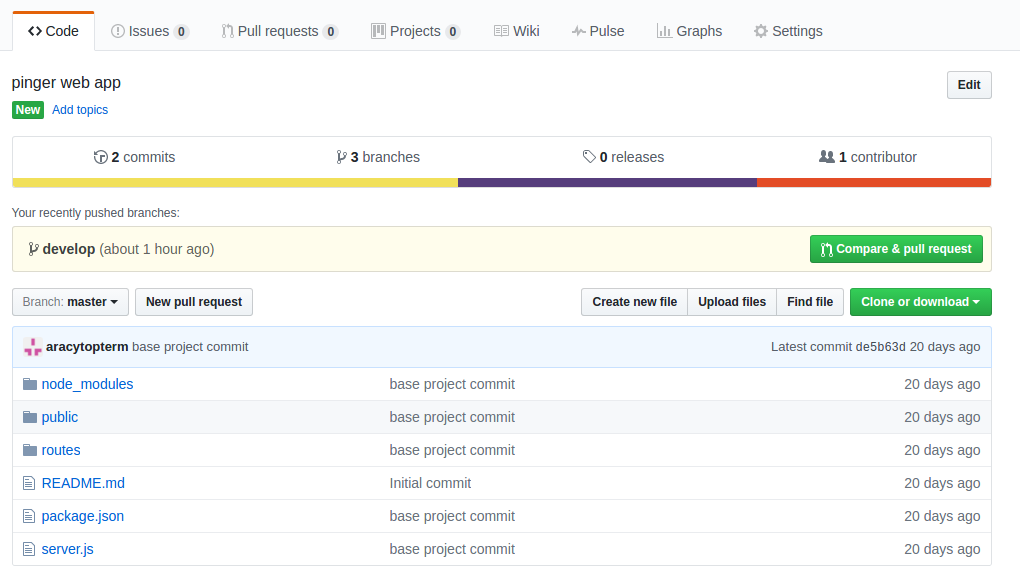 Code Issues 0 Pull requests 0 Projects 0 Wiki Pulse Graphs Settings
pinger web app Edit
New Add topics
2 commits 3 branches 0 releases 1 contributor
Your recently pushed branches:
develop (about 1 hour ago) Compare & pull request
Branch: master New pull request Create new file Upload files Find file Clone or download
aracytopterm base project commit Latest commit de5b63d 20 days ago
node_modules base project commit 20 days ago
public base project commit 20 days ago
routes base project commit 20 days ago
README.md Initial commit 20 days ago
package.json base project commit 20 days ago
server.js base project commit 20 days ago